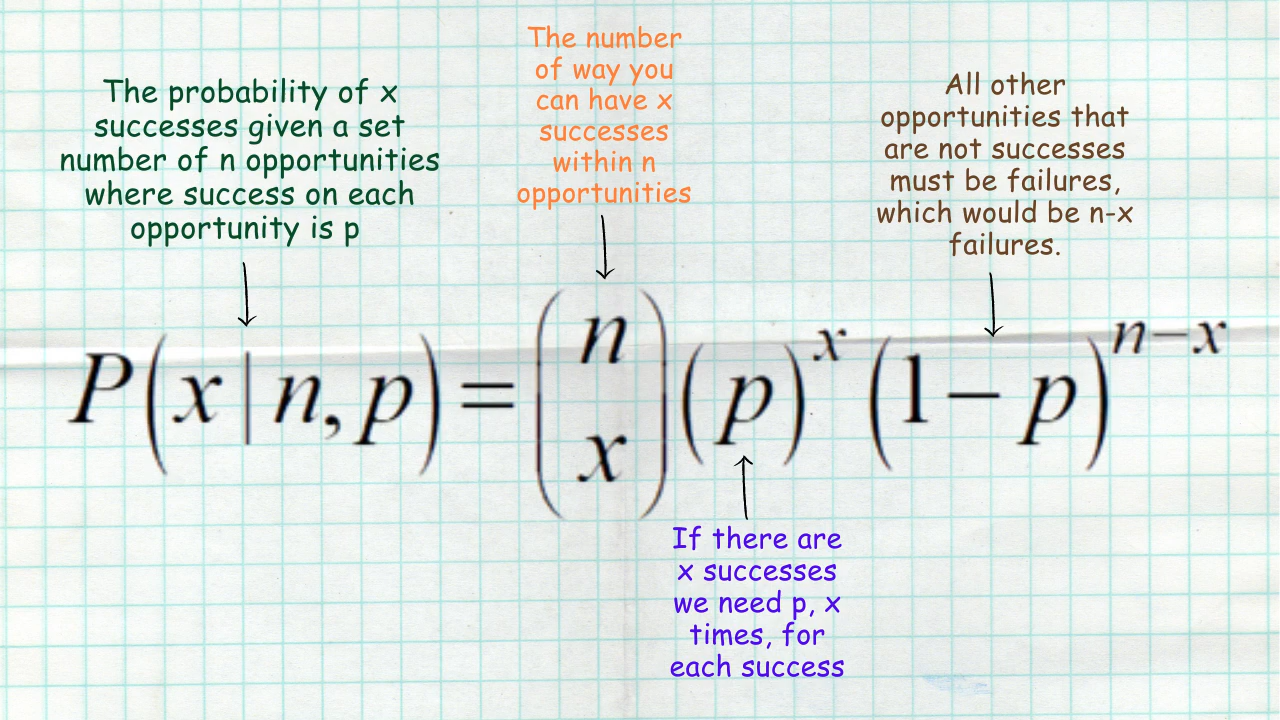 The probability of x
successes given a set
number of n opportunities
where success on each
opportunity is p
The number
of way you
can have x
successes
within n
opportunities
All other
opportunities that
are not successes
must be failures,
which would be n-x
failures.
P(x|n,p)=(n x)(p)^x(1−p)^n−x
If there are
x successes
we need p, x
times, for
each success